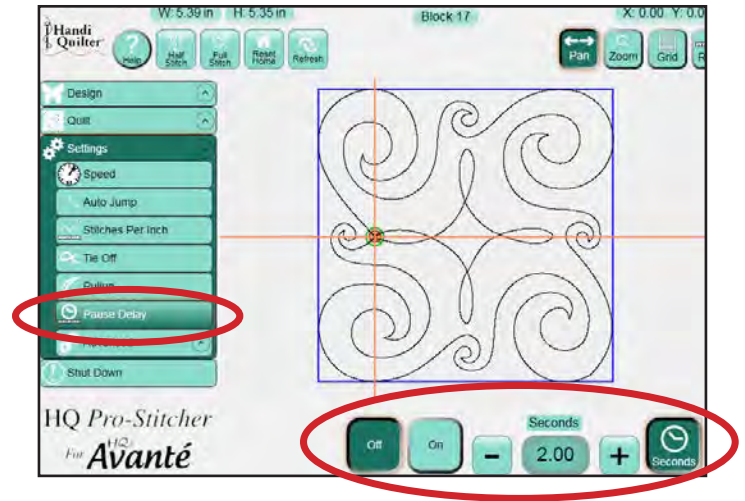 W: 5.39 in H: 5.35 in Block 17 X: 0.00 Y: 0.0
Handi
Quilter
Help
Half
Stitch
Full
Stitch
Reset
Home
Refresh
Pan
Zoom
Grid
Design
Quilt
Settings
Speed
Auto Jump
Stitches Per Inch
Tie Off
Pause Delay
Shut Down
HQ Pro-Stitcher
For HQ
Avanté
Off
On
Seconds
-
2.00
+
Seconds